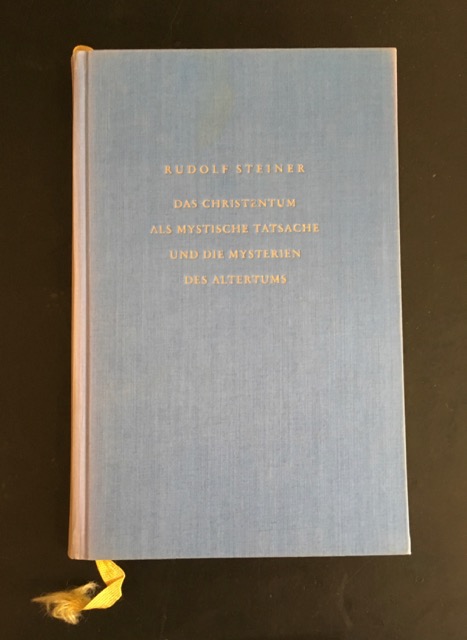 RUDOLF STEINER
DAS CHRISTENTUM
ALS MYSTISCHE TATSACHE
UND DIE MYSTERIEN
DES ALTERTUMS